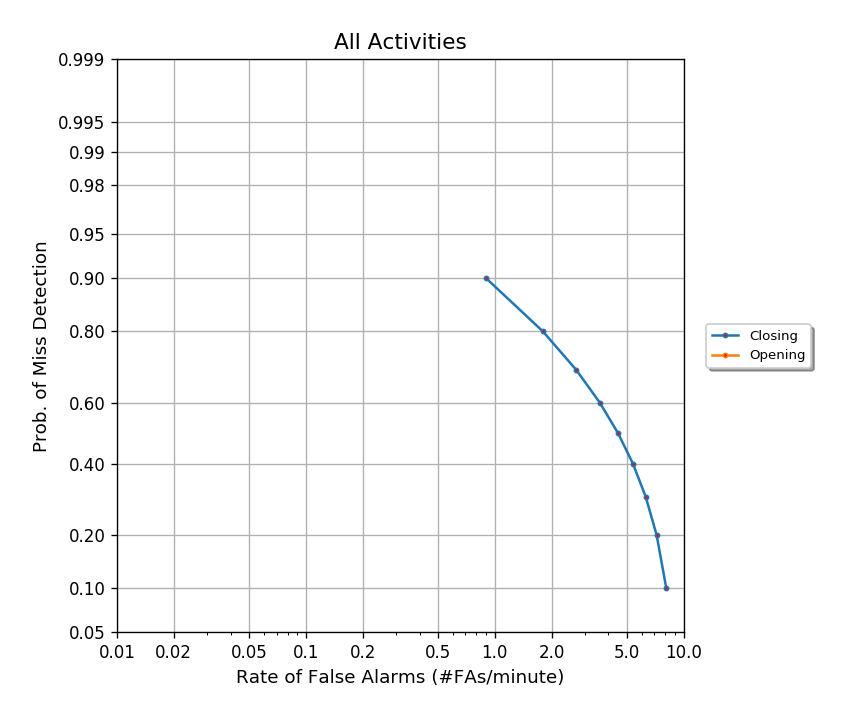 All Activities
0.999
0.995
0.99
0.98
0.95
0.90
0.80
0.60
0.40
0.20
0.10
0.05
Prob. of Miss Detection
0.01 0.02 0.05 0.1 0.2 0.5 1.0 2.0 5.0 10.0
Rate of False Alarms (#FAs/minute)
Closing
Opening